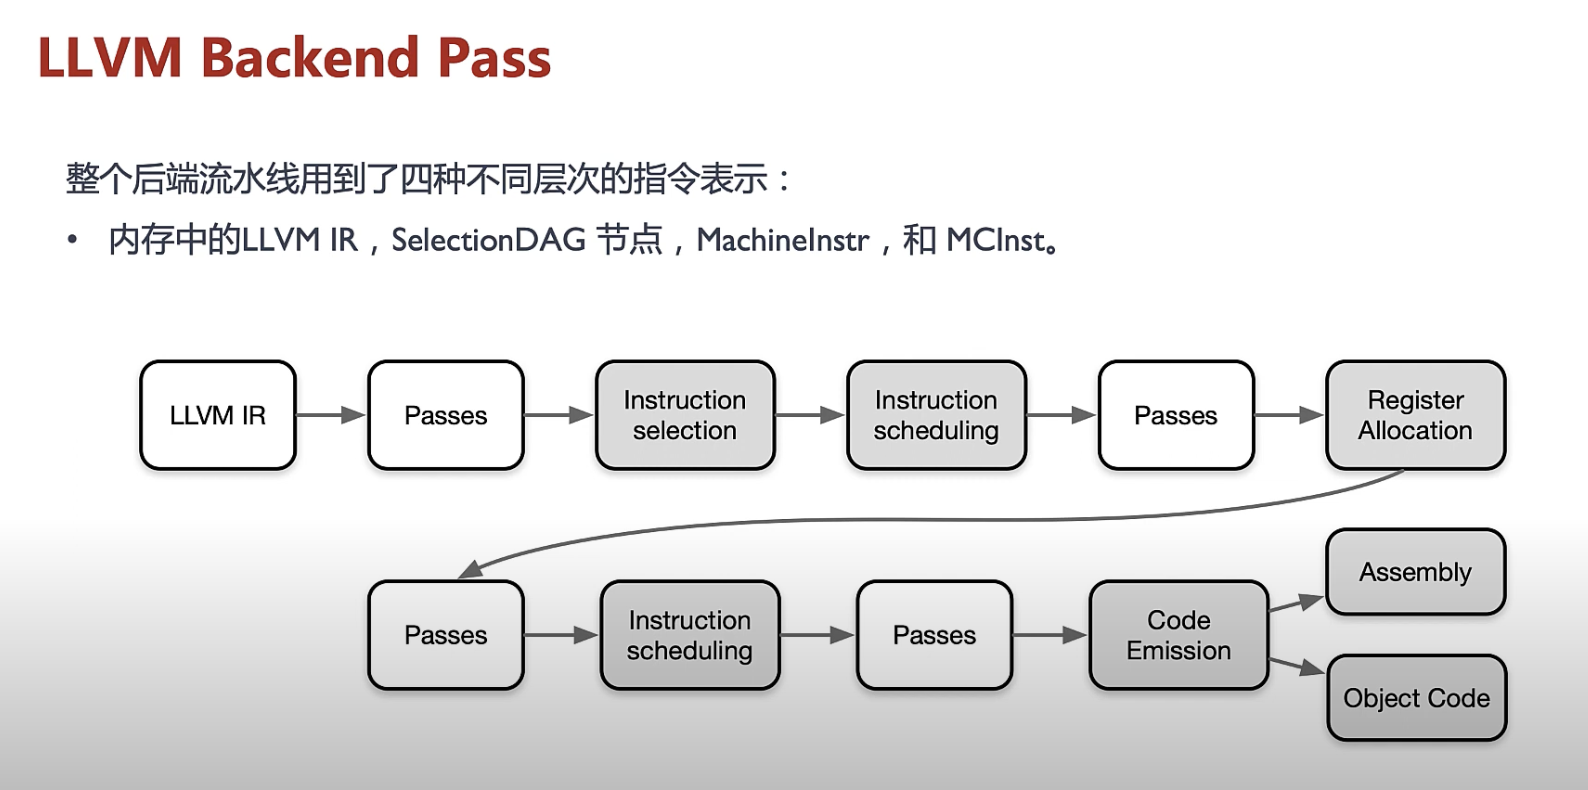 LLVM Backend Pass
整个后端流水线用到了四种不同层次的指令表示：
• 内存中的LLVM IR，SelectionDAG 节点，MachineInstr，和 MCInst。
LLVM IR
Passes
Instruction
selection
Instruction
scheduling
Passes
Register
Allocation
Passes
Instruction
scheduling
Passes
Code
Emission
Assembly
Object Code